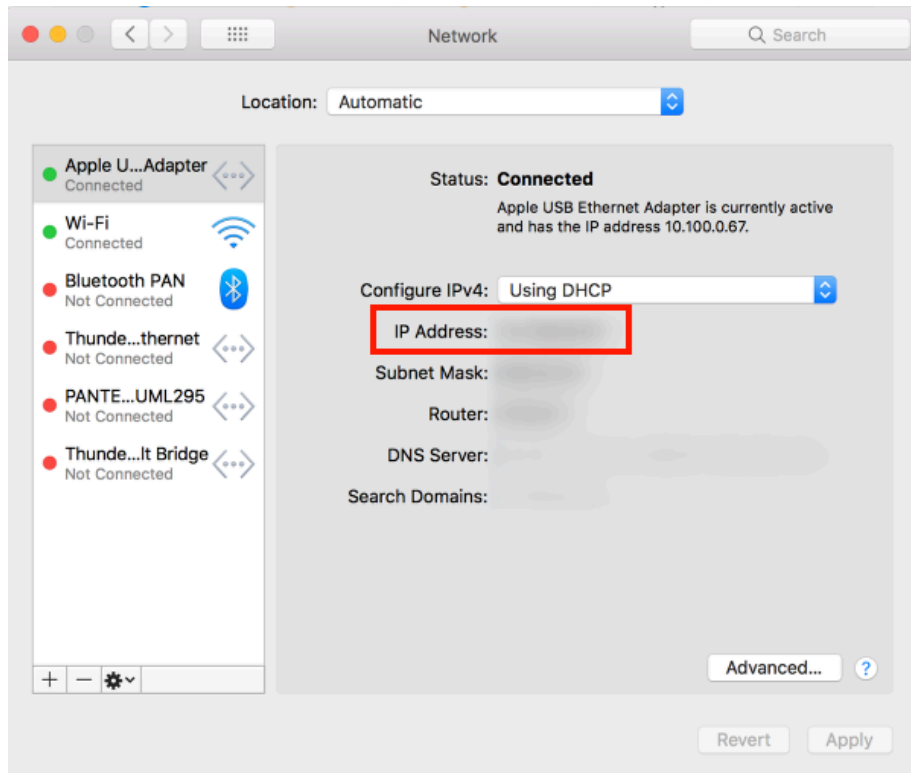 Network
Search
Location: Automatic
Apple U...Adapter
Connected
Wi-Fi
Connected
Bluetooth PAN
Not Connected
Thunde...thernet
Not Connected
PANTE...UML295
Not Connected
Thunde...lt Bridge
Not Connected
Status: Connected
Apple USB Ethernet Adapter is currently active
and has the IP address 10.100.0.67.
Configure IPv4: Using DHCP
IP Address:
Subnet Mask:
Router:
DNS Server:
Search Domains:
Advanced...
?
Revert Apply